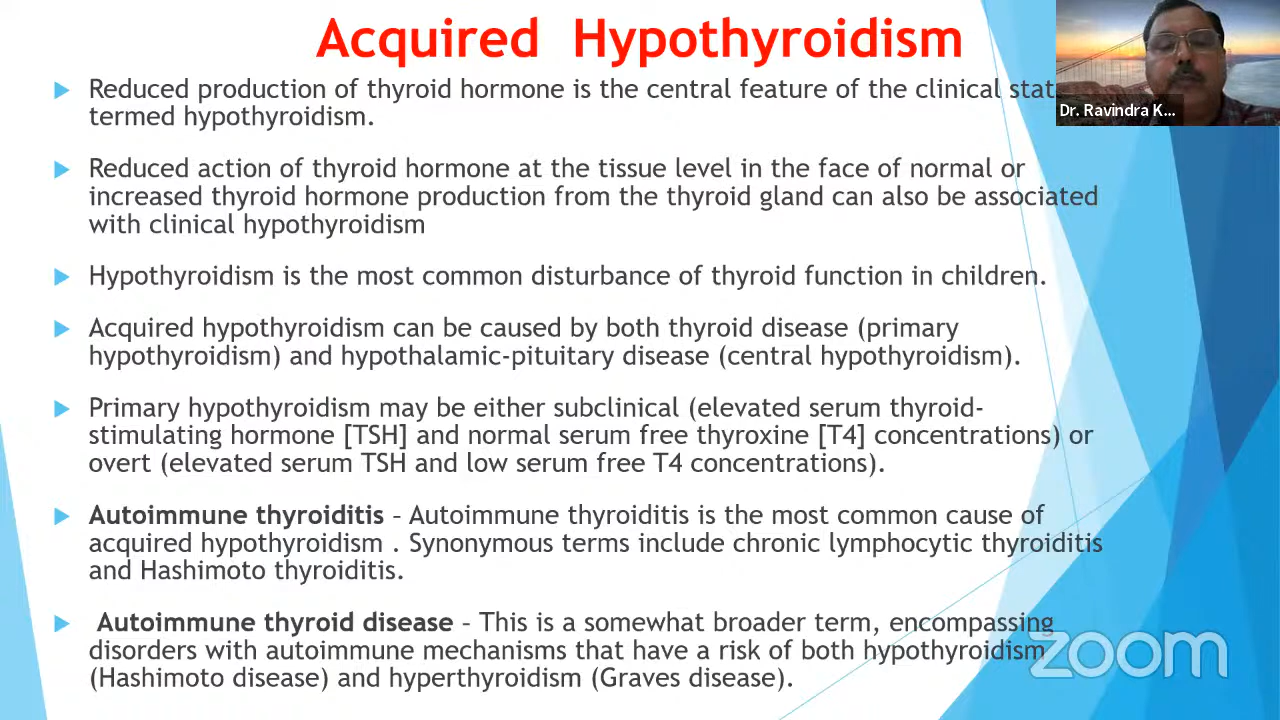 Acquired Hypothyroidism
Reduced production of thyroid hormone is the central feature of the clinical stat
termed hypothyroidism.
Reduced action of thyroid hormone at the tissue level in the face of normal or
increased thyroid hormone production from the thyroid gland can also be associated
with clinical hypothyroidism
Hypothyroidism is the most common disturbance of thyroid function in children.
Acquired hypothyroidism can be caused by both thyroid disease (primary
hypothyroidism) and hypothalamic-pituitary disease (central hypothyroidism).
Primary hypothyroidism may be either subclinical (elevated serum thyroid-
stimulating hormone [TSH] and normal serum free thyroxine [T4] concentrations) or
overt (elevated serum TSH and low serum free T4 concentrations).
Autoimmune thyroiditis – Autoimmune thyroiditis is the most common cause of
acquired hypothyroidism . Synonymous terms include chronic lymphocytic thyroiditis
and Hashimoto thyroiditis.
Autoimmune thyroid disease – This is a somewhat broader term, encompassing
disorders with autoimmune mechanisms that have a risk of both hypothyroidism
(Hashimoto disease) and hyperthyroidism (Graves disease).
Dr. Ravindra K...
zoom